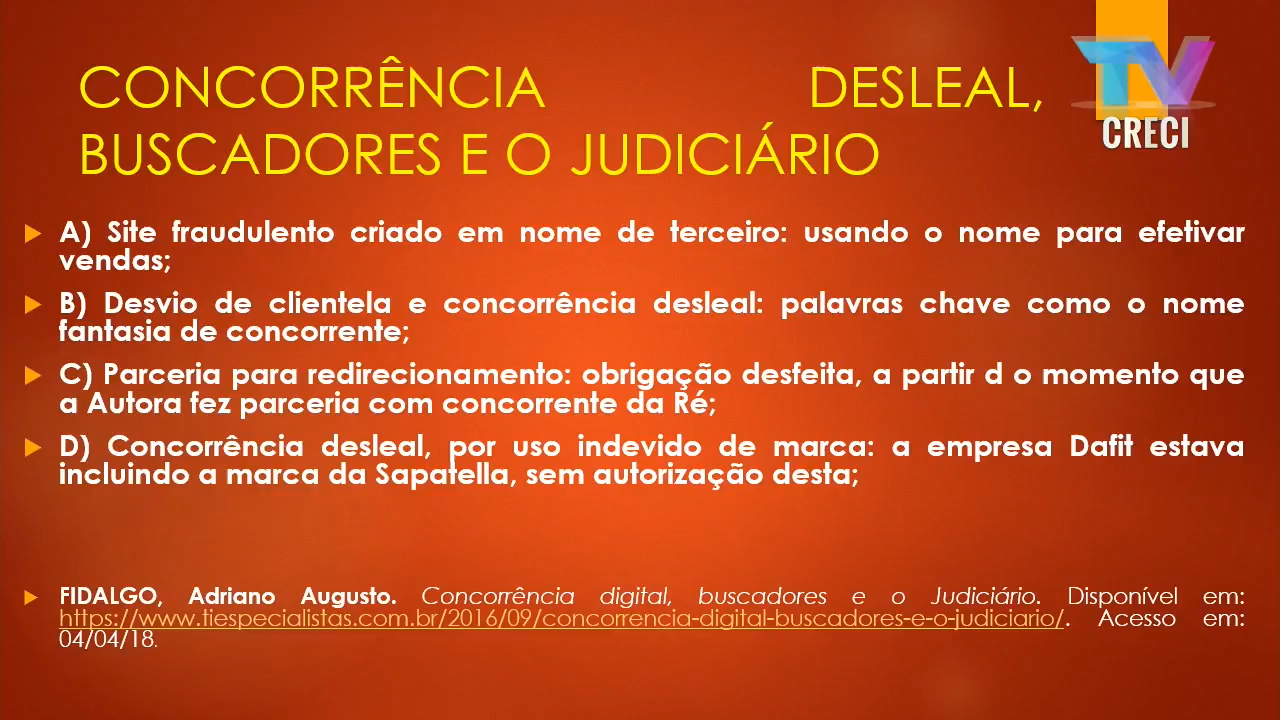 CONCORRÊNCIA DESLEAL,
BUSCADORES E O JUDICIÁRIO
TV
CRECI
A) Site fraudulento criado em nome de terceiro: usando o nome para efetivar
vendas;
B) Desvio de clientela e concorrência desleal: palavras chave como o nome
fantasia de concorrente;
C) Parceria para redirecionamento: obrigação desfeita, a partir d o momento que
a Autora fez parceria com concorrente da Ré;
D) Concorrência desleal, por uso indevido de marca: a empresa Dafit estava
incluindo a marca da Sapatella, sem autorização desta;
FIDALGO, Adriano Augusto. Concorrência digital, buscadores e o Judiciário. Disponível em:
https://www.tiespecialistas.com.br/2016/09/concorrencia-digital-buscadores-e-o-judiciario/. Acesso em:
04/04/18.